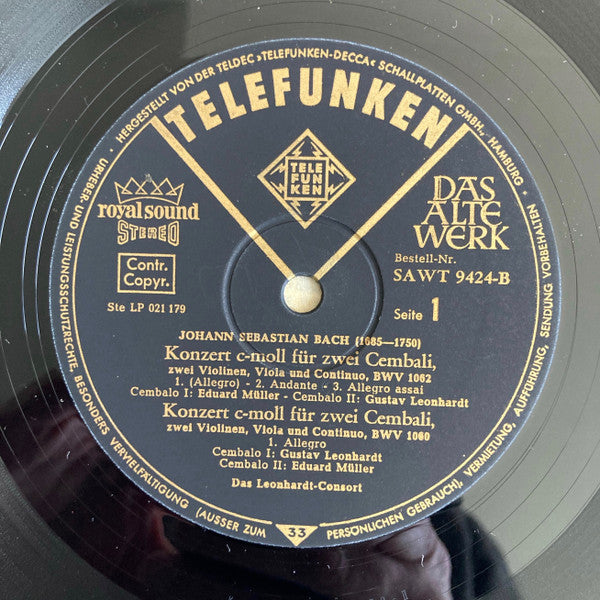 HERGESTELLT VON DER TELDEC »TELEFUNKEN-DECCA« SCHALLPLATTEN GMBH., HAMBURG · URHEBER- UND LEISTUNGSSCHUTZRECHTE, BESONDERS VERVIELFÄLTIGUNG (AUSSER ZUM PERSÖNLICHEN GEBRAUCH), VERMIETUNG, AUFFÜHRUNG, SENDUNG VORBEHALTEN
TELEFUNKEN
TELE
FUN
KEN
royal sound
STEREO
Contr.
Copyr.
Ste LP 021 179
DAS
ALTE
WERK
Bestell-Nr.
SAWT 9424-B
Seite 1
JOHANN SEBASTIAN BACH (1685—1750)
Konzert c-moll für zwei Cembali,
zwei Violinen, Viola und Continuo, BWV 1062
1. (Allegro) - 2. Andante - 3. Allegro assai
Cembalo I: Eduard Müller - Cembalo II: Gustav Leonhardt
Konzert c-moll für zwei Cembali,
zwei Violinen, Viola und Continuo, BWV 1060
1. Allegro
Cembalo I: Gustav Leonhardt
Cembalo II: Eduard Müller
Das Leonhardt-Consort
33